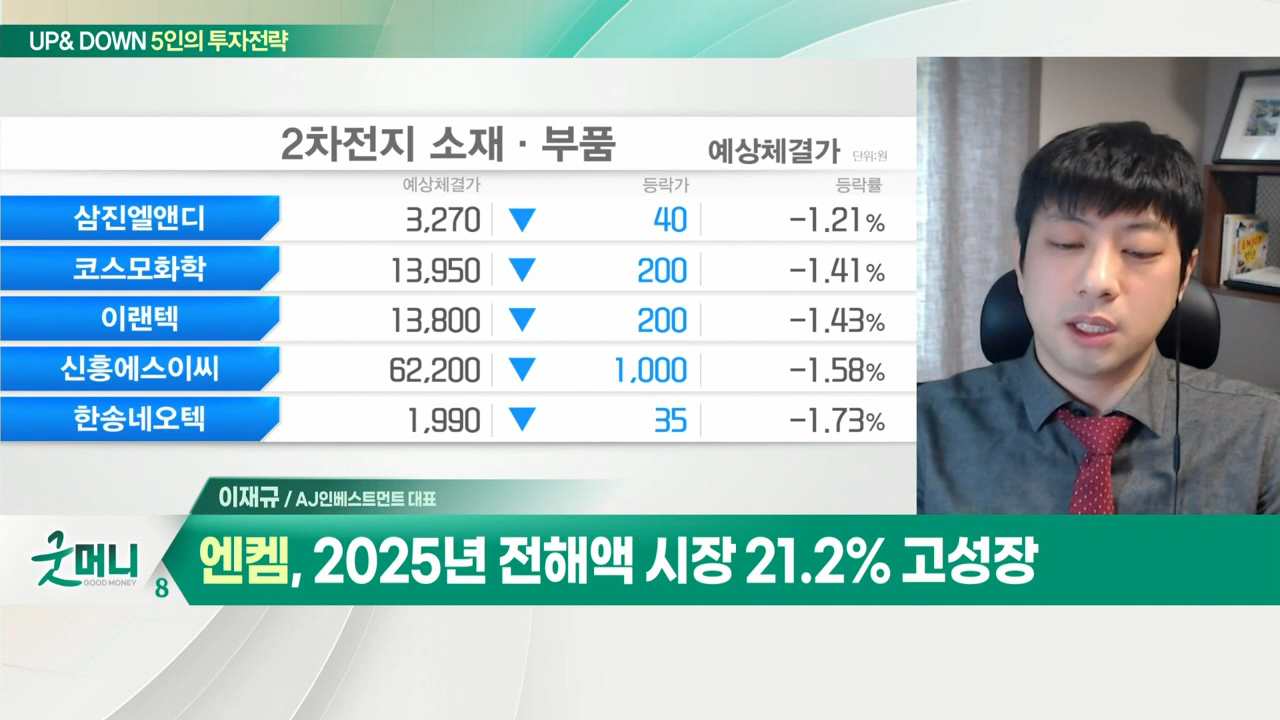 UP& DOWN 5인의 투자전략
2차전지 소재 · 부품 예상체결가 단위:원
예상체결가 등락가 등락률
삼진엘앤디 3,270 ▼ 40 -1.21%
코스모화학 13,950 ▼ 200 -1.41%
이랜텍 13,800 ▼ 200 -1.43%
신흥에스이씨 62,200 ▼ 1,000 -1.58%
한송네오텍 1,990 ▼ 35 -1.73%
ENJOY
이재규 / AJ인베스트먼트 대표
굿머니
GOOD MONEY
8
엔켐, 2025년 전해액 시장 21.2% 고성장